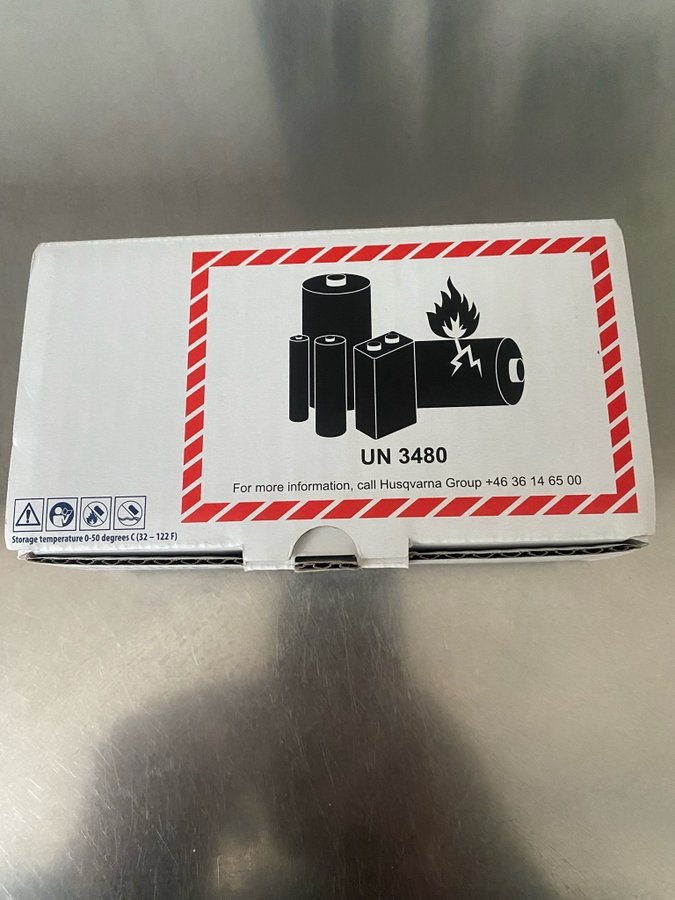 UN 3480
For more information, call Husqvarna Group +46 36 14 65 00
Storage temperature 0-50 degrees C (32 – 122 F)